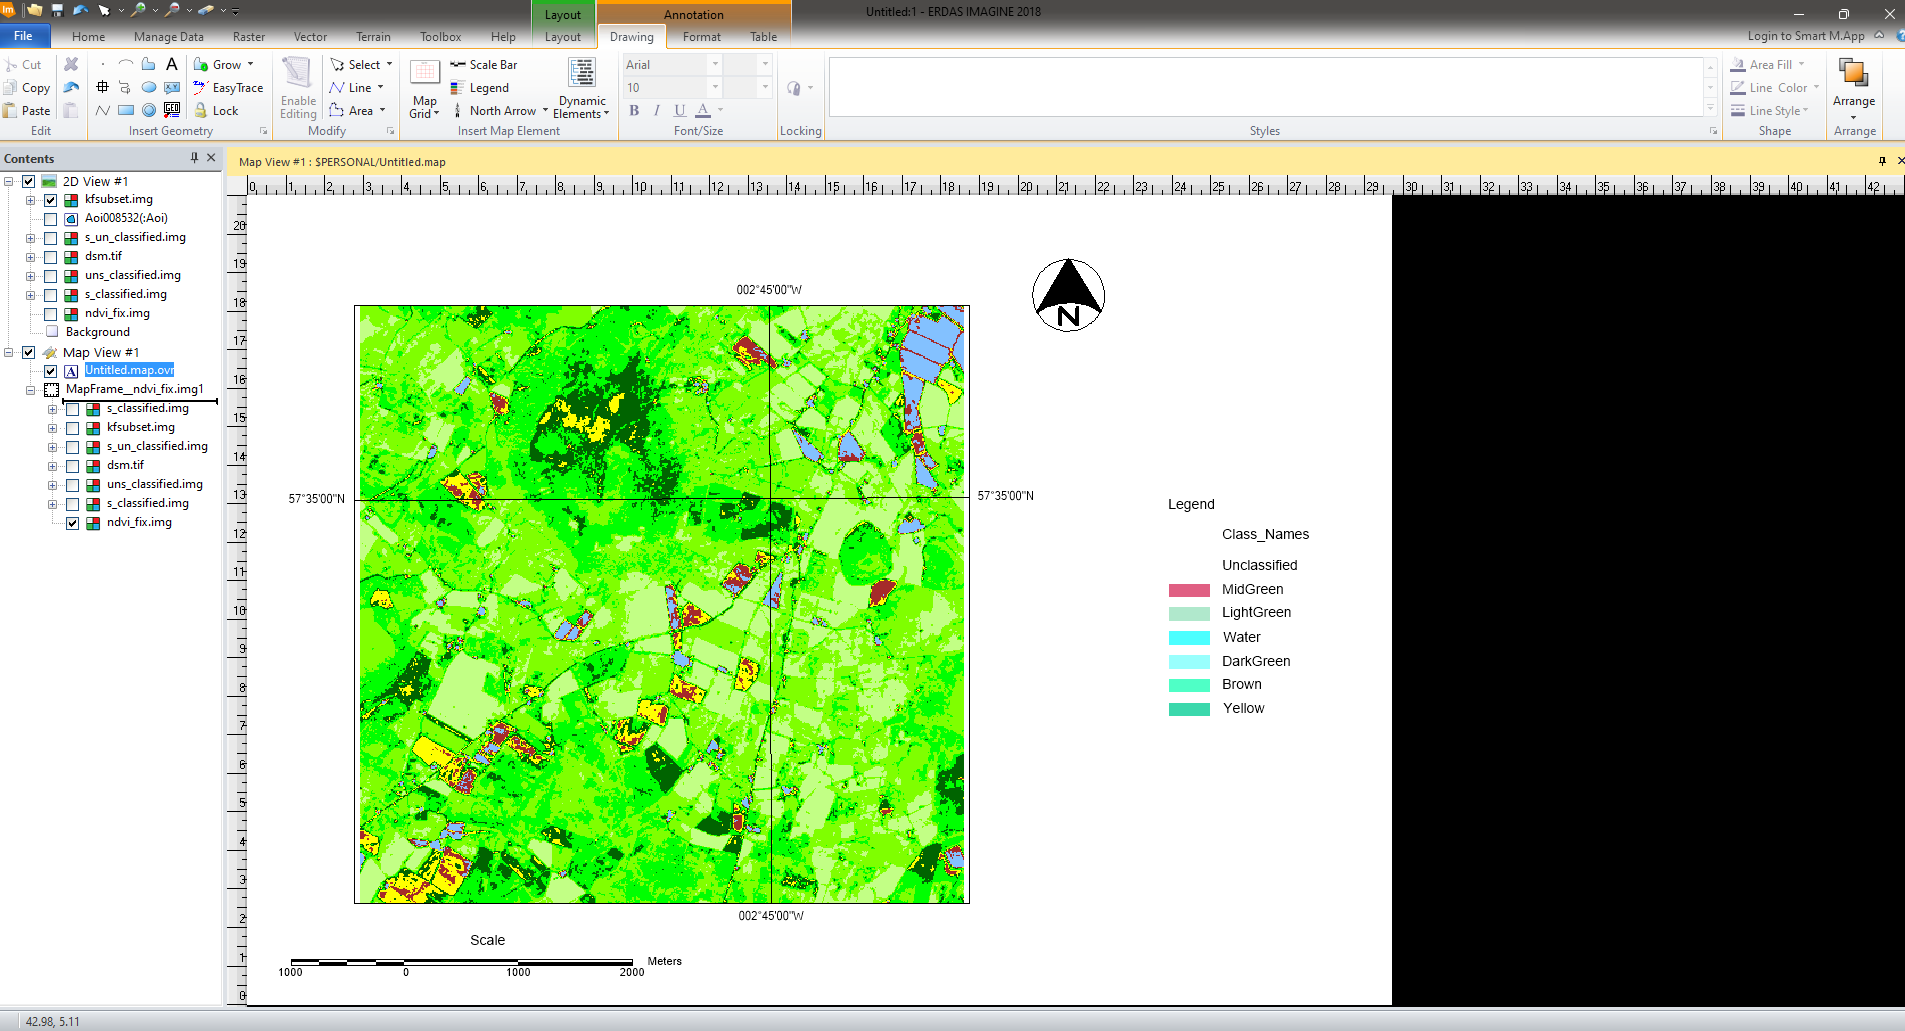 Untitled:1 - ERDAS IMAGINE 2018
Layout
Annotation
File
Home
Manage Data
Raster
Vector
Terrain
Toolbox
Help
Layout
Drawing
Format
Table
Login to Smart M.App
Cut
Copy
Paste
Edit
A
Grow
EasyTrace
Lock
GEO
Insert Geometry
Enable Editing
Select
Line
Area
Modify
Map Grid
Scale Bar
Legend
North Arrow
Dynamic Elements
Insert Map Element
Arial
10
B I U A
Font/Size
Locking
Styles
Area Fill
Line Color
Line Style
Shape
Arrange
Arrange
Contents
2D View #1
kfsubset.img
Aoi008532(:Aoi)
s_un_classified.img
dsm.tif
uns_classified.img
s_classified.img
ndvi_fix.img
Background
Map View #1
Untitled.map.ovr
MapFrame__ndvi_fix.img1
s_classified.img
kfsubset.img
s_un_classified.img
dsm.tif
uns_classified.img
s_classified.img
ndvi_fix.img
Map View #1 : $PERSONAL/Untitled.map
0 1 2 3 4 5 6 7 8 9 10 11 12 13 14 15 16 17 18 19 20 21 22 23 24 25 26 27 28 29 30 31 32 33 34 35 36 37 38 39 40 41 42
20
19
18
17
16
15
14
13
12
11
10
9
8
7
6
5
4
3
2
1
0
002°45'00"W
57°35'00"N
57°35'00"N
002°45'00"W
N
Legend
Class_Names
Unclassified
MidGreen
LightGreen
Water
DarkGreen
Brown
Yellow
Scale
Meters
1000 0 1000 2000
42.98, 5.11